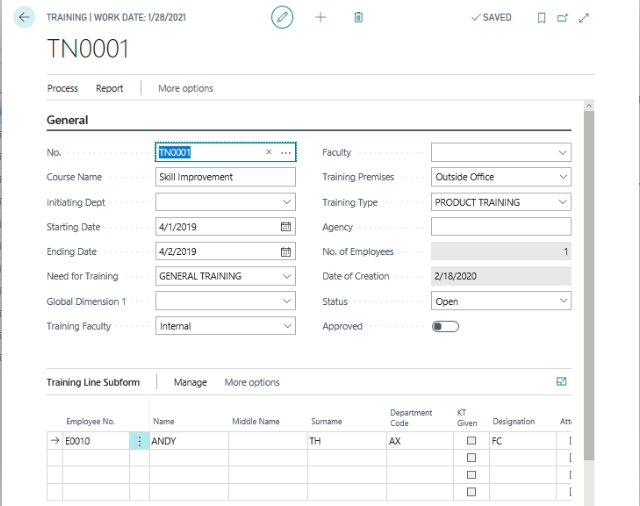 TRAINING | WORK DATE: 1/28/2021
SAVED
TN0001
Process Report More options
General
No. TN0001 Faculty
Course Name Skill Improvement Training Premises Outside Office
Initiating Dept Training Type PRODUCT TRAINING
Starting Date 4/1/2019 Agency
Ending Date 4/2/2019 No. of Employees 1
Need for Training GENERAL TRAINING Date of Creation 2/18/2020
Global Dimension 1 Status Open
Training Faculty Internal Approved
Training Line Subform Manage More options
Employee No. Name Middle Name Surname Department Code KT Given Designation Att
E0010 ANDY TH AX FC